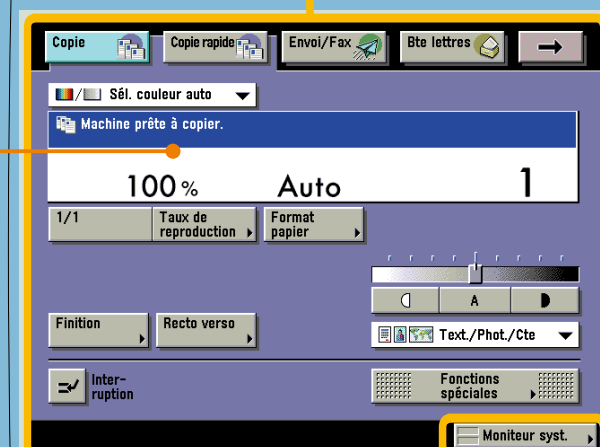 Copie
Copie rapide
Envoi/Fax
Bte lettres
Sél. couleur auto
Machine prête à copier.
100 % Auto 1
1/1
Taux de
reproduction
Format
papier
A
Finition
Recto verso
Text./Phot./Cte
Inter-
ruption
Fonctions
spéciales
Moniteur syst.